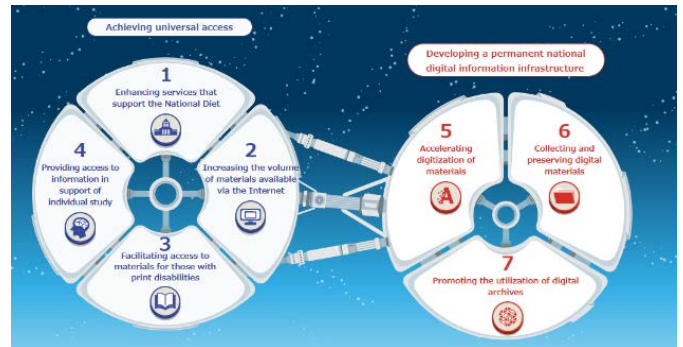 Achieving universal access
Developing a permanent national
digital information infrastructure
1
Enhancing services that
support the National Diet
2
Increasing the volume
of materials available
via the Internet
3
Facilitating access to
materials for those with
print disabilities
4
Providing access to
information in
support of
individual study
5
Accelerating
digitization of
materials
A
6
Collecting and
preserving digital
materials
7
Promoting the utilization of digital
archives